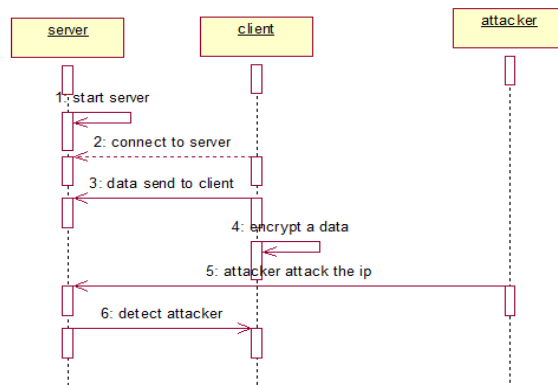 server
client
attacker
1: start server
2: connect to server
3: data send to client
4: encrypt a data
5: attacker attack the ip
6: detect attacker